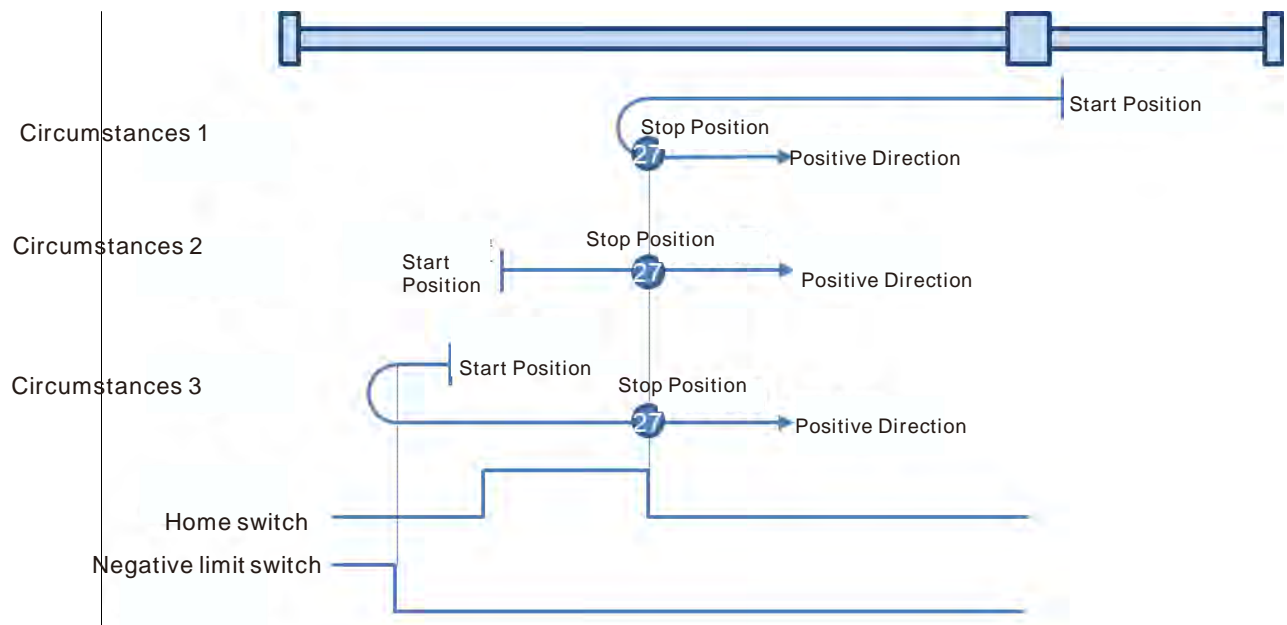 Start Position
Circumstances 1
Stop Position
27
Positive Direction
Circumstances 2
Stop Position
Start
Position
27
Positive Direction
Circumstances 3
Start Position
Stop Position
27
Positive Direction
Home switch
Negative limit switch